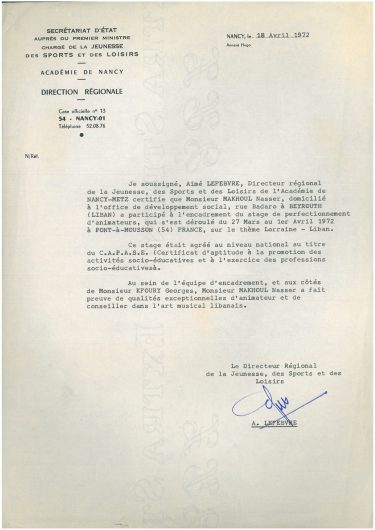 SECRÉTARIAT D'ÉTAT
AUPRÈS DU PREMIER MINISTRE
CHARGÉ DE LA JEUNESSE
DES SPORTS ET DES LOISIRS
ACADÉMIE DE NANCY
DIRECTION RÉGIONALE
Case officielle n° 13
54 - NANCY-01
Téléphone 52.08.76
N/Réf.
NANCY, le 18 Avril 1972
Je soussigné, Aimé LEFEBVRE, Directeur régional
de la Jeunesse, des Sports et des Loisirs de l'Académie de
NANCY-METZ certifie que Monsieur MAKHOUL Nasser, domicilié
à l'office de développement social, rue Badaro à BEYROUTH
(LIBAN) a participé à l'encadrement du stage de perfectionnement
d'animateurs, qui s'est déroulé du 27 Mars au 1er Avril 1972
à PONT-à-MOUSSON (54) FRANCE, sur le thème Lorraine - Liban.
Ce stage était agréé au niveau national au titre
du C.A.P.A.S.E. (Certificat d'aptitude à la promotion des
activités socio-éducatives et à l'exercice des professions
socio-éducatives).
Au sein de l'équipe d'encadrement, et aux côtés
de Monsieur KFOURY Georges, Monsieur MAKHOUL Nasser a fait
preuve de qualités exceptionnelles d'animateur et de
conseiller dans l'art musical libanais.
Le Directeur Régional
de la Jeunesse, des Sports et des
Loisirs
A. LEFEBVRE